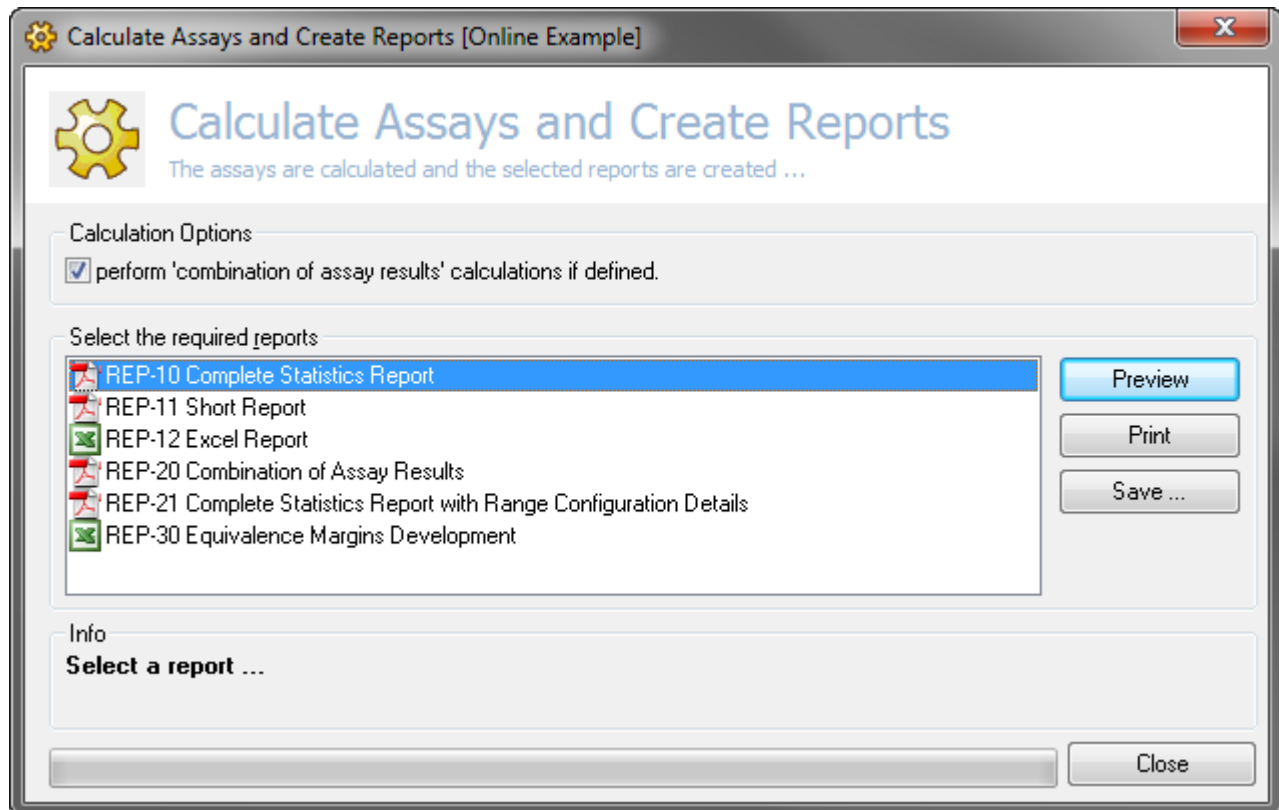 Calculate Assays and Create Reports [Online Example]
Calculate Assays and Create Reports
The assays are calculated and the selected reports are created ...
Calculation Options
perform 'combination of assay results' calculations if defined.
Select the required reports
REP-10 Complete Statistics Report
REP-11 Short Report
REP-12 Excel Report
REP-20 Combination of Assay Results
REP-21 Complete Statistics Report with Range Configuration Details
REP-30 Equivalence Margins Development
Preview
Print
Save ...
Info
Select a report ...
Close